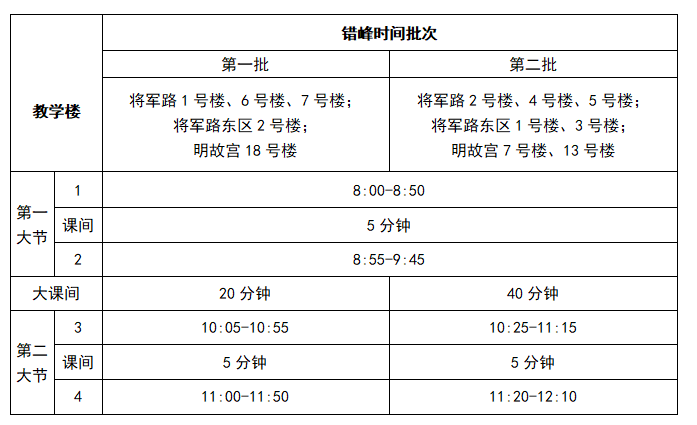 错峰时间批次
第一批
第二批
教学楼
将军路 1 号楼、6 号楼、7 号楼；
将军路东区 2 号楼；
明故宫 18 号楼
将军路 2 号楼、4 号楼、5 号楼；
将军路东区 1 号楼、3 号楼；
明故宫 7 号楼、13 号楼
第一
大节
1
8:00-8:50
课间
5 分钟
2
8:55-9:45
大课间
20 分钟
40 分钟
第二
大节
3
10:05-10:55
10:25-11:15
课间
5 分钟
5 分钟
4
11:00-11:50
11:20-12:10